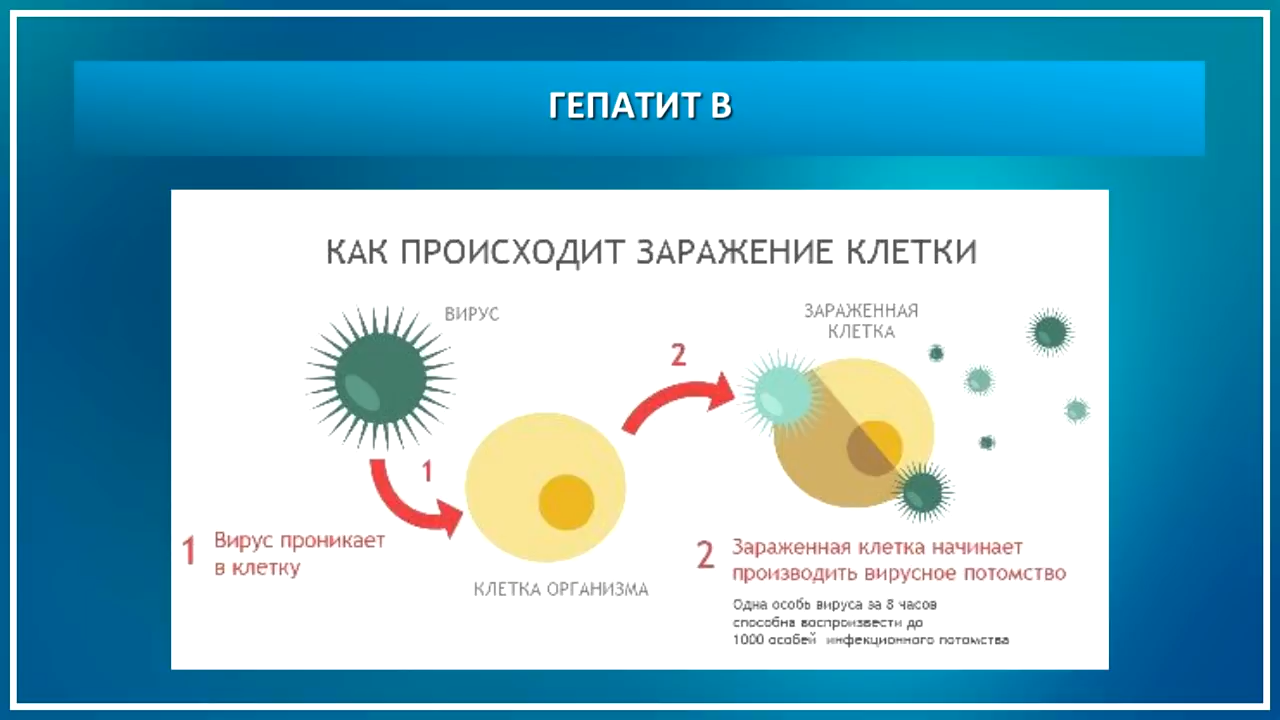 ГЕПАТИТ В
КАК ПРОИСХОДИТ ЗАРАЖЕНИЕ КЛЕТКИ
ВИРУС
ЗАРАЖЕННАЯ
КЛЕТКА
2
1
1 Вирус проникает
в клетку
КЛЕТКА ОРГАНИЗМА
2 Зараженная клетка начинает
производить вирусное потомство
Одна особь вируса за 8 часов
способна воспроизвести до
1000 особей инфекционного потомства